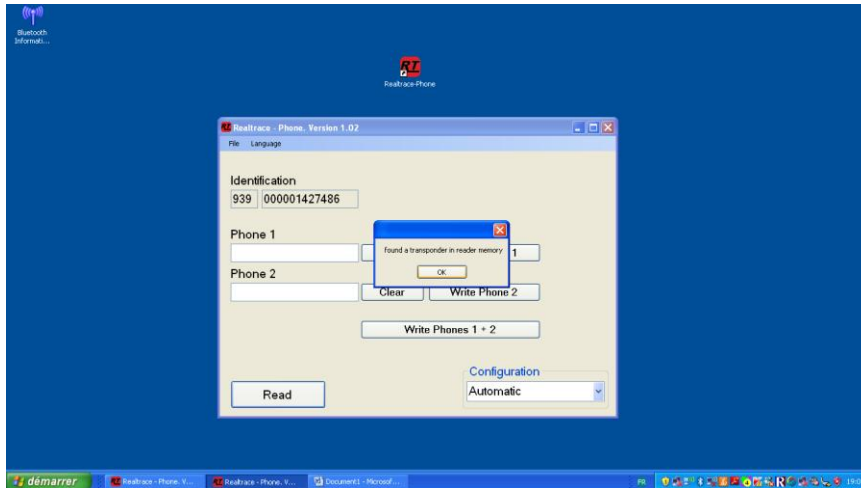 Bluetooth
Informati...
RT
Realtrace-Phone
Realtrace - Phone. Version 1.02
File Language
Identification
939 000001427486
Phone 1
found a transponder in reader memory
1
OK
Phone 2
Clear Write Phone 2
Write Phones 1 + 2
Configuration
Read Automatic
démarrer Realtrace - Phone. V... Realtrace - Phone. V... Document1 - Microsof... FR